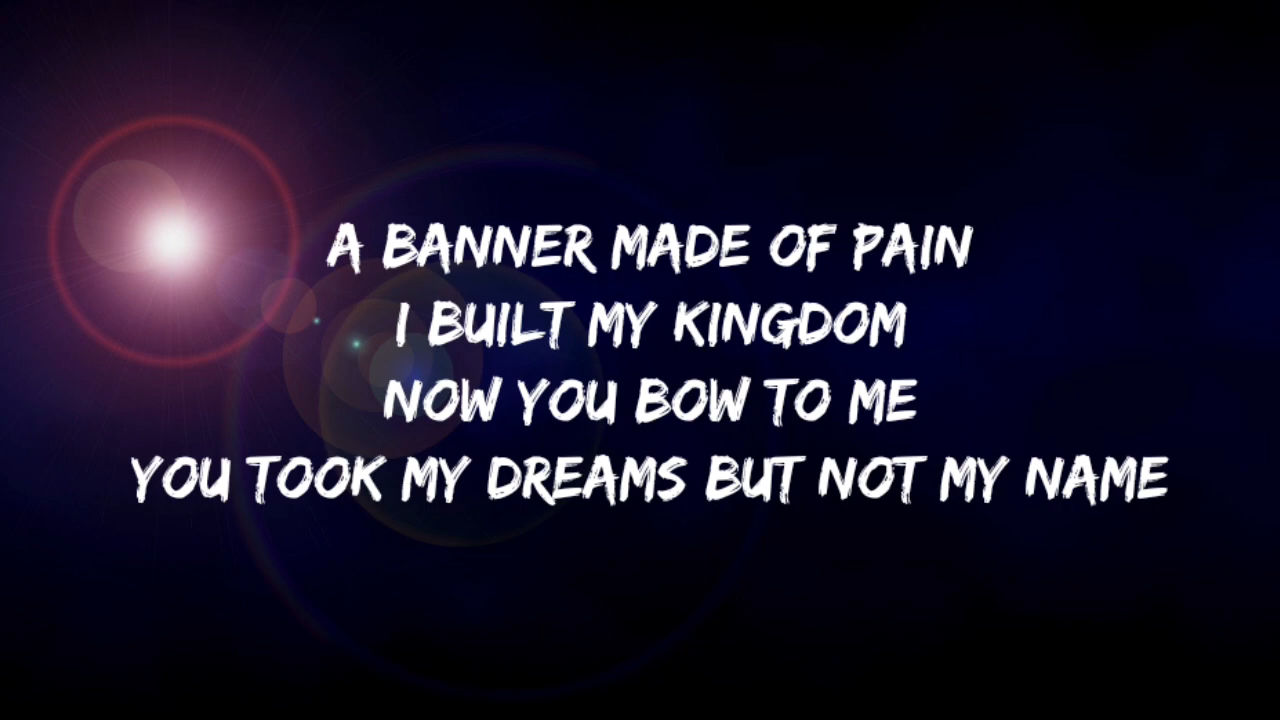 A BANNER MADE OF PAIN
I BUILT MY KINGDOM
NOW YOU BOW TO ME
YOU TOOK MY DREAMS BUT NOT MY NAME